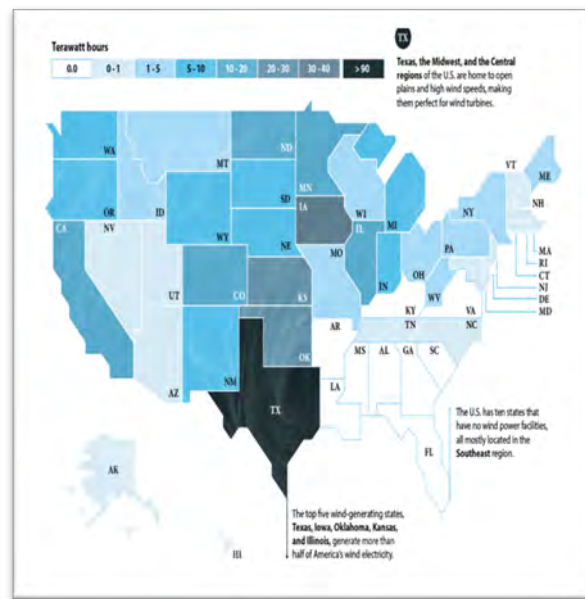 Terawatt hours
0.0 0 - 1 1 - 5 5 - 10 10 - 20 20 - 30 30 - 40 > 90
TX
Texas, the Midwest, and the Central
regions of the U.S. are home to open
plains and high wind speeds, making
them perfect for wind turbines.
WA
MT
ND
MN
VT
ME
OR
ID
SD
WI
MI
NY
NH
CA
NV
WY
IA
NE
IL
PA
MA
RI
CT
NJ
DE
MD
UT
CO
KS
MO
IN
OH
WV
KY
VA
AZ
NM
OK
AR
TN
NC
MS
AL
GA
SC
LA
TX
FL
The U.S. has ten states that
have no wind power facilities,
all mostly located in the
Southeast region.
AK
HI
The top five wind-generating states,
Texas, Iowa, Oklahoma, Kansas,
and Illinois, generate more than
half of America's wind electricity.